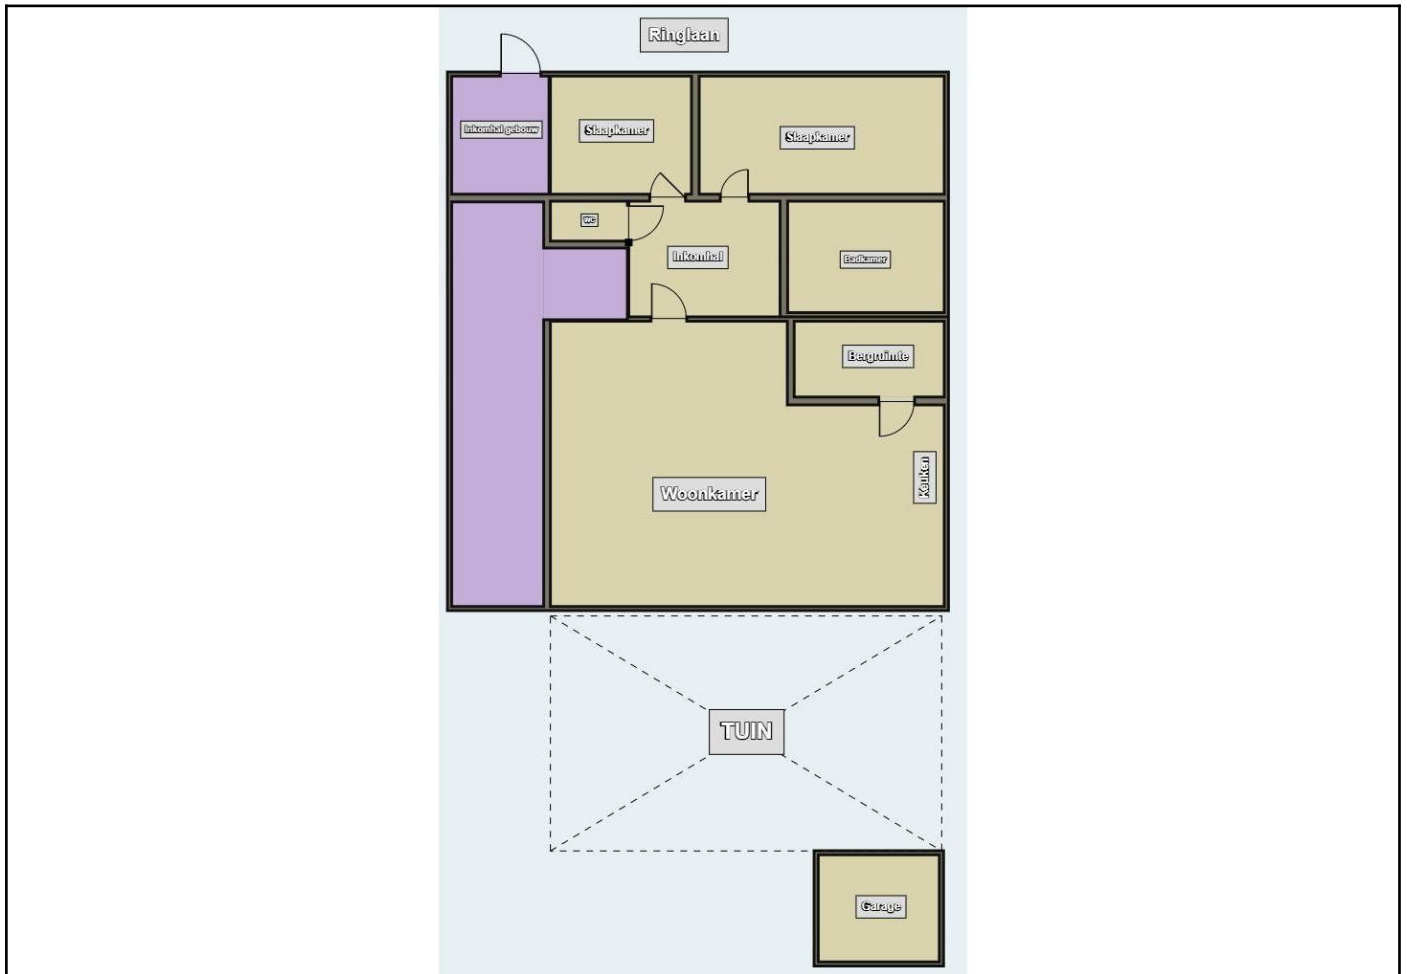 Ringlaan
Inkomhal gebouw
Slaapkamer
Slaapkamer
WC
Inkomhal
Badkamer
Bergruimte
Keuken
Woonkamer
TUIN
Garage